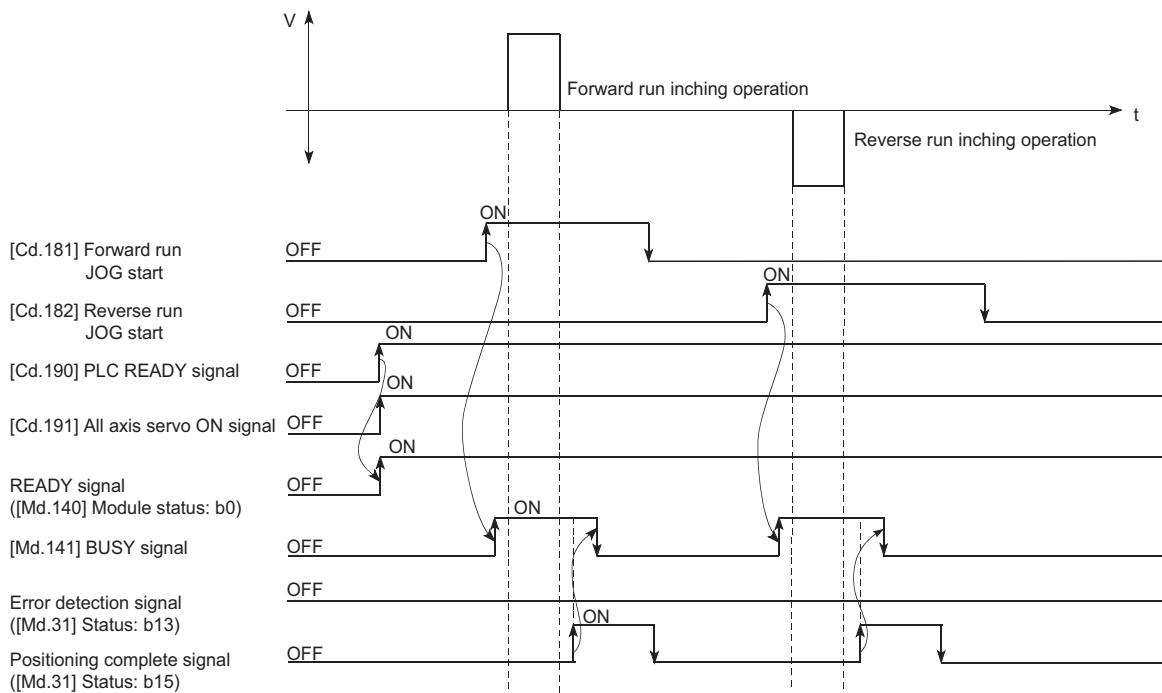 V
Forward run inching operation
t
Reverse run inching operation
ON
[Cd.181] Forward run
JOG start
OFF
ON
[Cd.182] Reverse run
JOG start
OFF
ON
[Cd.190] PLC READY signal
OFF
ON
[Cd.191] All axis servo ON signal
OFF
ON
READY signal
([Md.140] Module status: b0)
OFF
ON
[Md.141] BUSY signal
OFF
Error detection signal
([Md.31] Status: b13)
OFF
ON
Positioning complete signal
([Md.31] Status: b15)
OFF